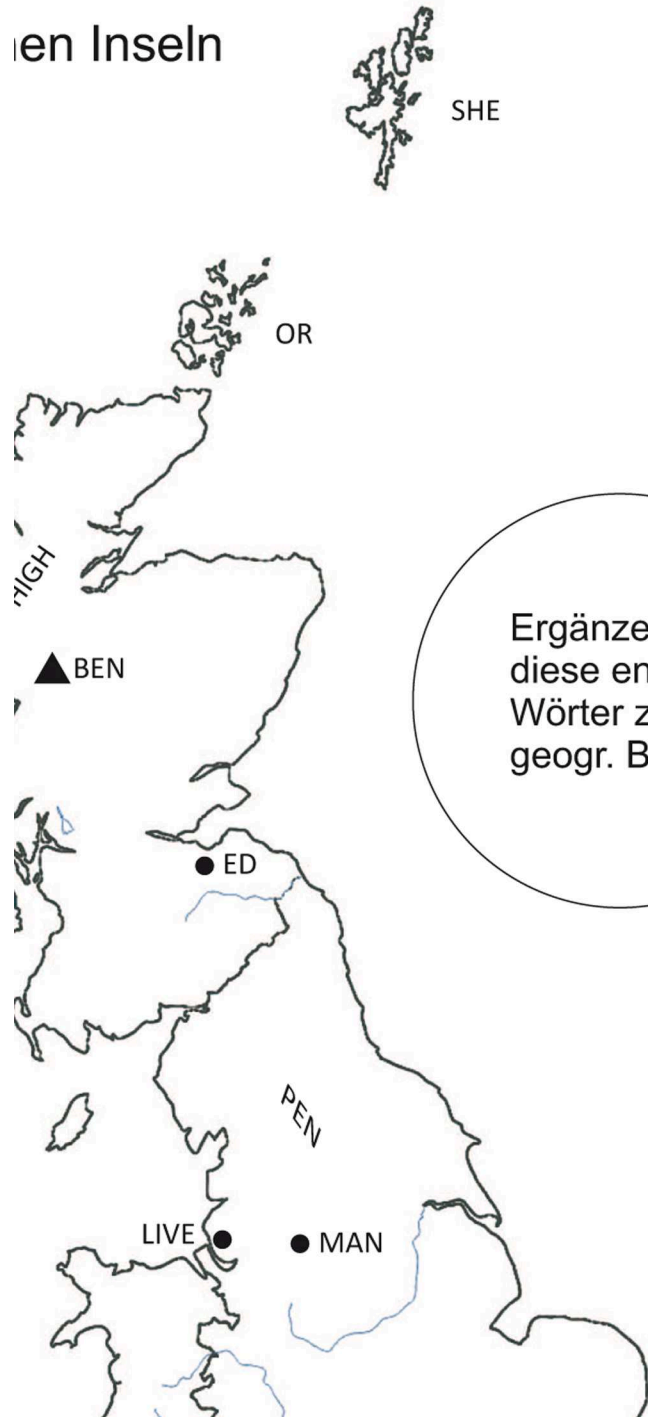 en Inseln
SHE
OR
HIGH
BEN
Ergänze
diese en
Wörter z
geogr. B
ED
PEN
LIVE
MAN